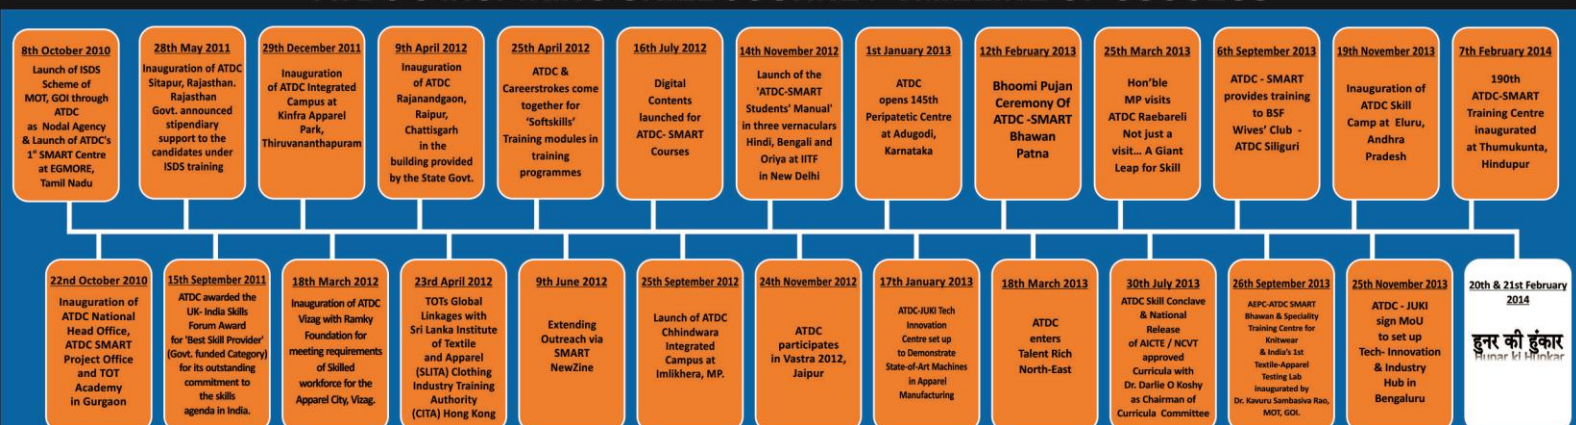 8th October 2010
Launch of ISDS
Scheme of
MOT, GOI through
ATDC
as Nodal Agency
& Launch of ATDC's
1st SMART Centre
at EGMORE,
Tamil Nadu
28th May 2011
Inauguration of ATDC
Sitapur, Rajasthan.
Rajasthan
Govt. announced
stipendiary
support to the
candidates under
ISDS training
29th December 2011
Inauguration
of ATDC Integrated
Campus at
Kinfra Apparel
Park,
Thiruvananthapuram
9th April 2012
Inauguration
of ATDC
Rajanandgaon,
Raipur,
Chattisgarh
in the
building provided
by the State Govt.
25th April 2012
ATDC &
Careerstrokes come
together for
'Softskills'
Training modules in
training
programmes
16th July 2012
Digital
Contents
launched for
ATDC- SMART
Courses
14th November 2012
Launch of the
'ATDC-SMART
Students' Manual'
in three vernaculars
Hindi, Bengali and
Oriya at IITF
in New Delhi
1st January 2013
ATDC
opens 145th
Peripatetic Centre
at Adugodi,
Karnataka
12th February 2013
Bhoomi Pujan
Ceremony Of
ATDC -SMART
Bhawan
Patna
25th March 2013
Hon'ble
MP visits
ATDC Raebareli
Not just a
visit... A Giant
Leap for Skill
6th September 2013
ATDC - SMART
provides training
to BSF
Wives' Club -
ATDC Siliguri
19th November 2013
Inauguration of
ATDC Skill
Camp at Eluru,
Andhra
Pradesh
7th February 2014
190th
ATDC-SMART
Training Centre
inaugurated
at Thumukunta,
Hindupur
22nd October 2010
Inauguration of
ATDC National
Head Office,
ATDC SMART
Project Office
and TOT
Academy
in Gurgaon
15th September 2011
ATDC awarded the
UK- India Skills
Forum Award
for 'Best Skill Provider'
(Govt. funded Category)
for its outstanding
commitment to
the skills
agenda in India.
18th March 2012
Inauguration of ATDC
Vizag with Ramky
Foundation for
meeting requirements
of Skilled
workforce for the
Apparel City, Vizag.
23rd April 2012
TOTs Global
Linkages with
Sri Lanka Institute
of Textile
and Apparel
(SLITA) Clothing
Industry Training
Authority
(CITA) Hong Kong
9th June 2012
Extending
Outreach via
SMART
NewZine
25th September 2012
Launch of ATDC
Chhindwara
Integrated
Campus at
Imlikhera, MP.
24th November 2012
ATDC
participates
in Vastra 2012,
Jaipur
17th January 2013
ATDC-JUKI Tech
Innovation
Centre set up
to Demonstrate
State-of-Art Machines
in Apparel
Manufacturing
18th March 2013
ATDC
enters
Talent Rich
North-East
30th July 2013
ATDC Skill Conclave
& National
Release
of AICTE / NCVT
approved
Curricula with
Dr. Darlie O Koshy
as Chairman of
Curricula Committee
26th September 2013
AEPC-ATDC SMART
Bhawan & Speciality
Training Centre for
Knitwear
& India's 1st
Textile-Apparel
Testing Lab
inaugurated by
Dr. Kavuru Sambasiva Rao,
MOT, GOI.
25th November 2013
ATDC - JUKI
sign MoU
to set up
Tech- Innovation
& Industry
Hub in
Bengaluru
20th & 21st February
2014
हुनर की हुंकार
Hunar ki Hunkar